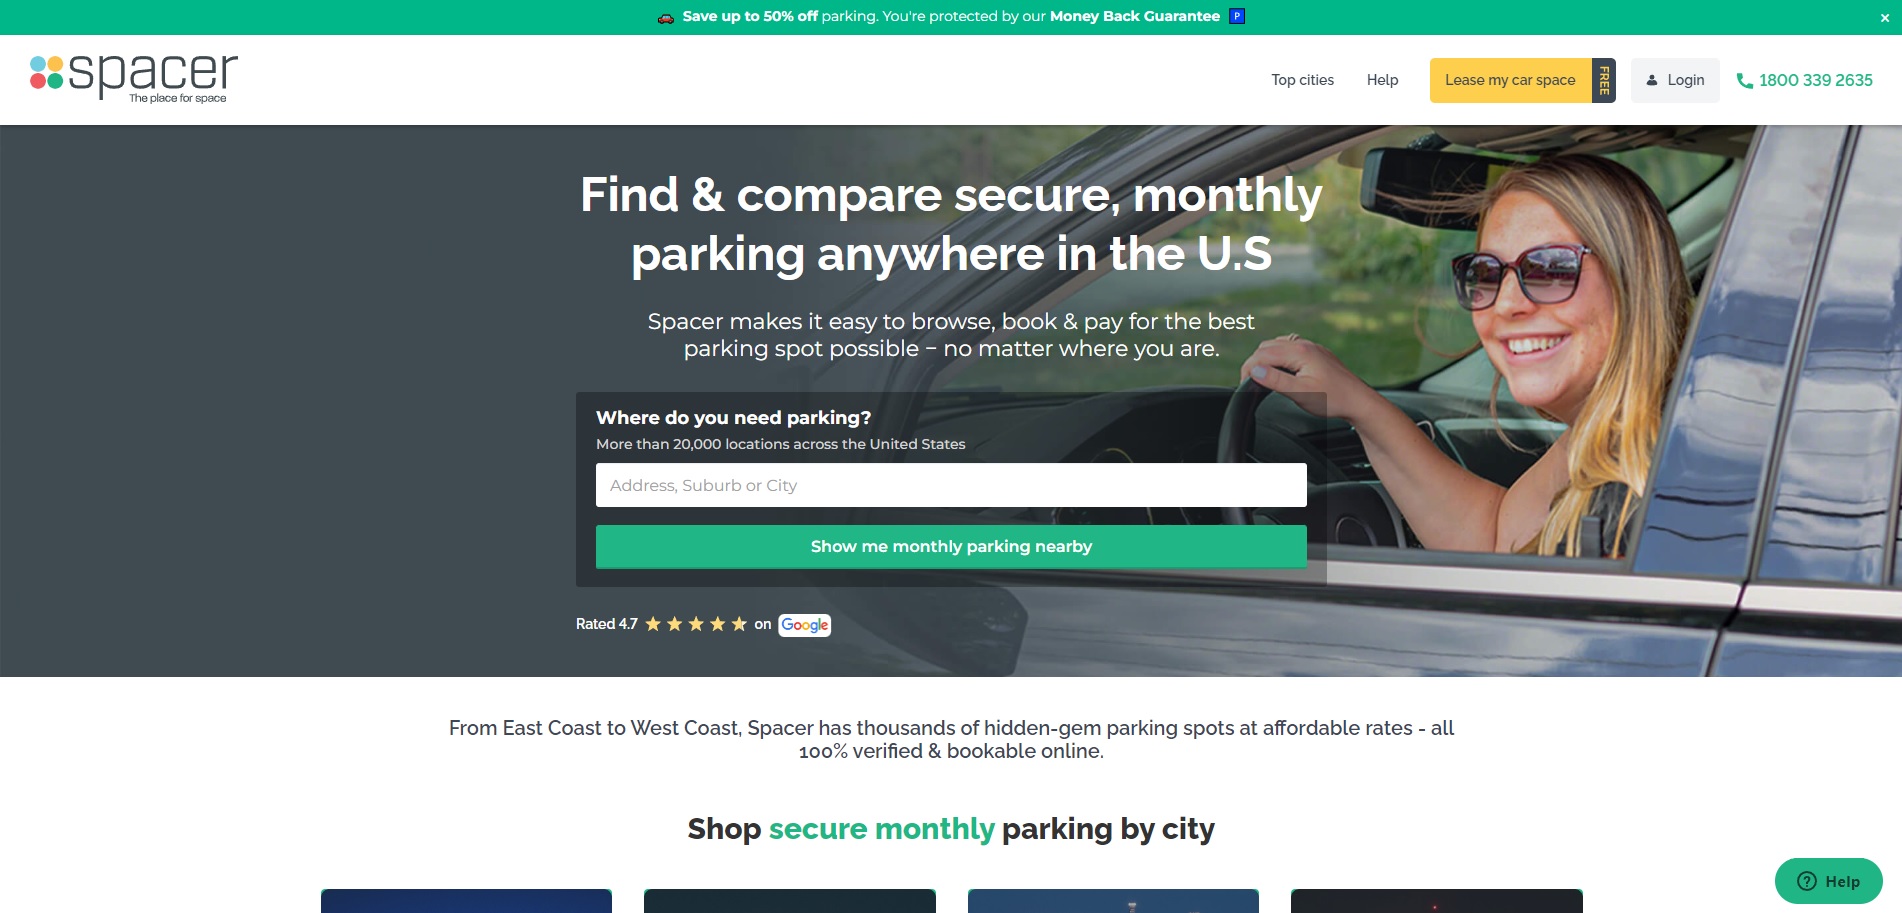 Save up to 50% off parking. You're protected by our Money Back Guarantee P
×
spacer
The place for space
Top cities
Help
Lease my car space
FREE
Login
1800 339 2635
Find & compare secure, monthly
parking anywhere in the U.S
Spacer makes it easy to browse, book & pay for the best
parking spot possible – no matter where you are.
Where do you need parking?
More than 20,000 locations across the United States
Address, Suburb or City
Show me monthly parking nearby
Rated 4.7 ★★★★★ on Google
From East Coast to West Coast, Spacer has thousands of hidden-gem parking spots at affordable rates - all
100% verified & bookable online.
Shop secure monthly parking by city
Help